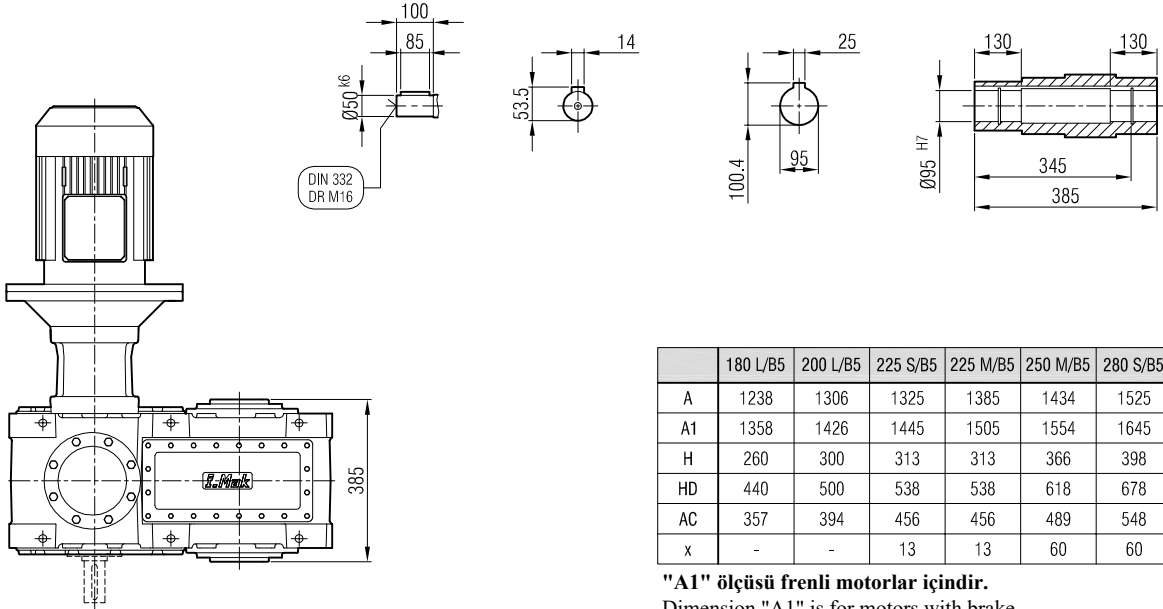 100
85
Ø50 k6
DIN 332
DR M16
14
53.5
25
100.4
95
130
130
Ø95 H7
345
385
İ.Mak
385
180 L/B5 200 L/B5 225 S/B5 225 M/B5 250 M/B5 280 S/B5
A 1238 1306 1325 1385 1434 1525
A1 1358 1426 1445 1505 1554 1645
H 260 300 313 313 366 398
HD 440 500 538 538 618 678
AC 357 394 456 456 489 548
x - - 13 13 60 60
"A1" ölçüsü frenli motorlar içindir.
Dimension "A1" is for motors with brake